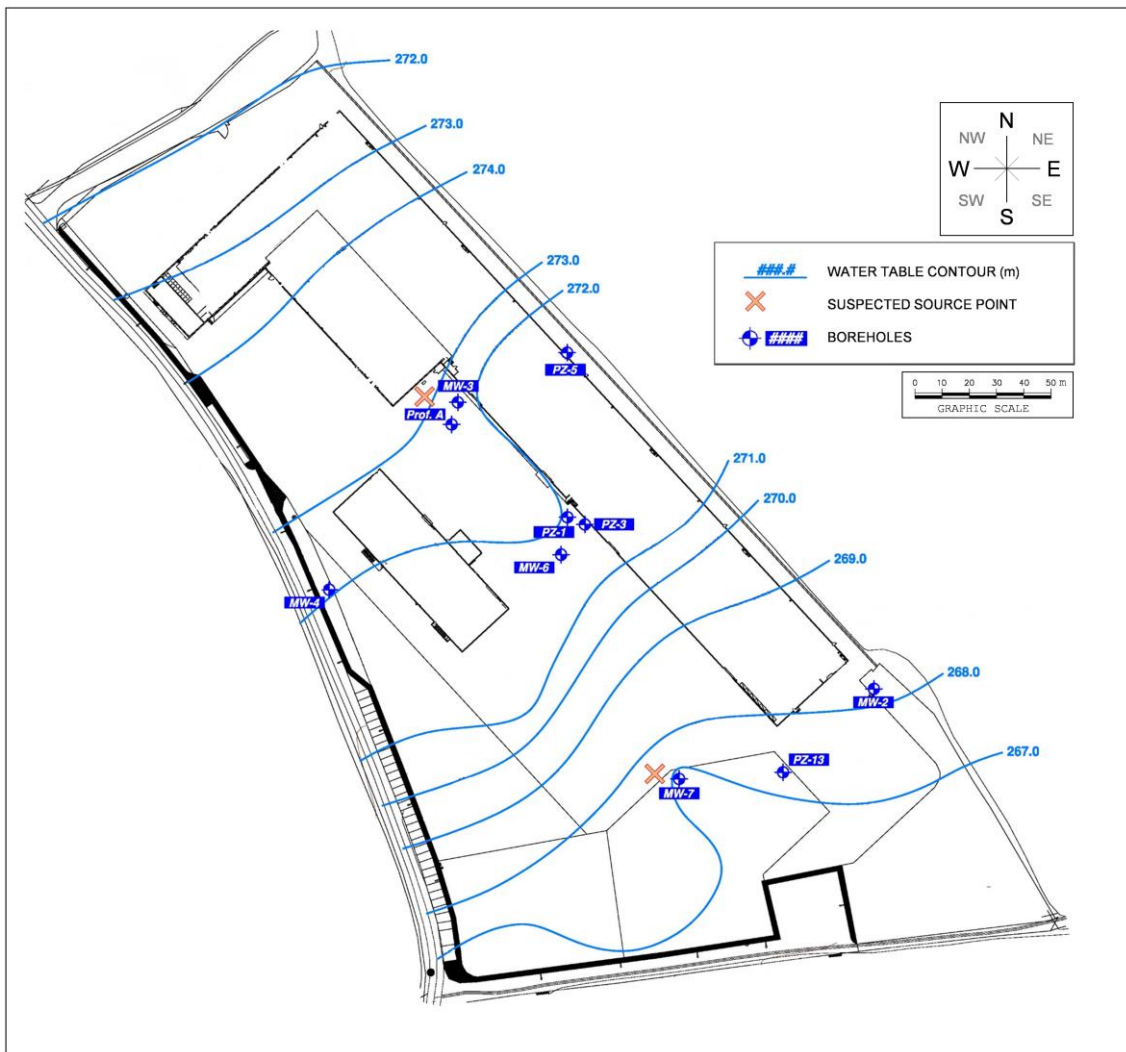 272.0
273.0
274.0
273.0
272.0
PZ-5
MW-3
Prof. A
271.0
270.0
PZ-1
PZ-3
MW-6
269.0
MW-4
268.0
MW-2
267.0
PZ-13
MW-7
N
NW
NE
W
E
SW
SE
S
###.# WATER TABLE CONTOUR (m)
SUSPECTED SOURCE POINT
#### BOREHOLES
0 10 20 30 40 50 m
GRAPHIC SCALE